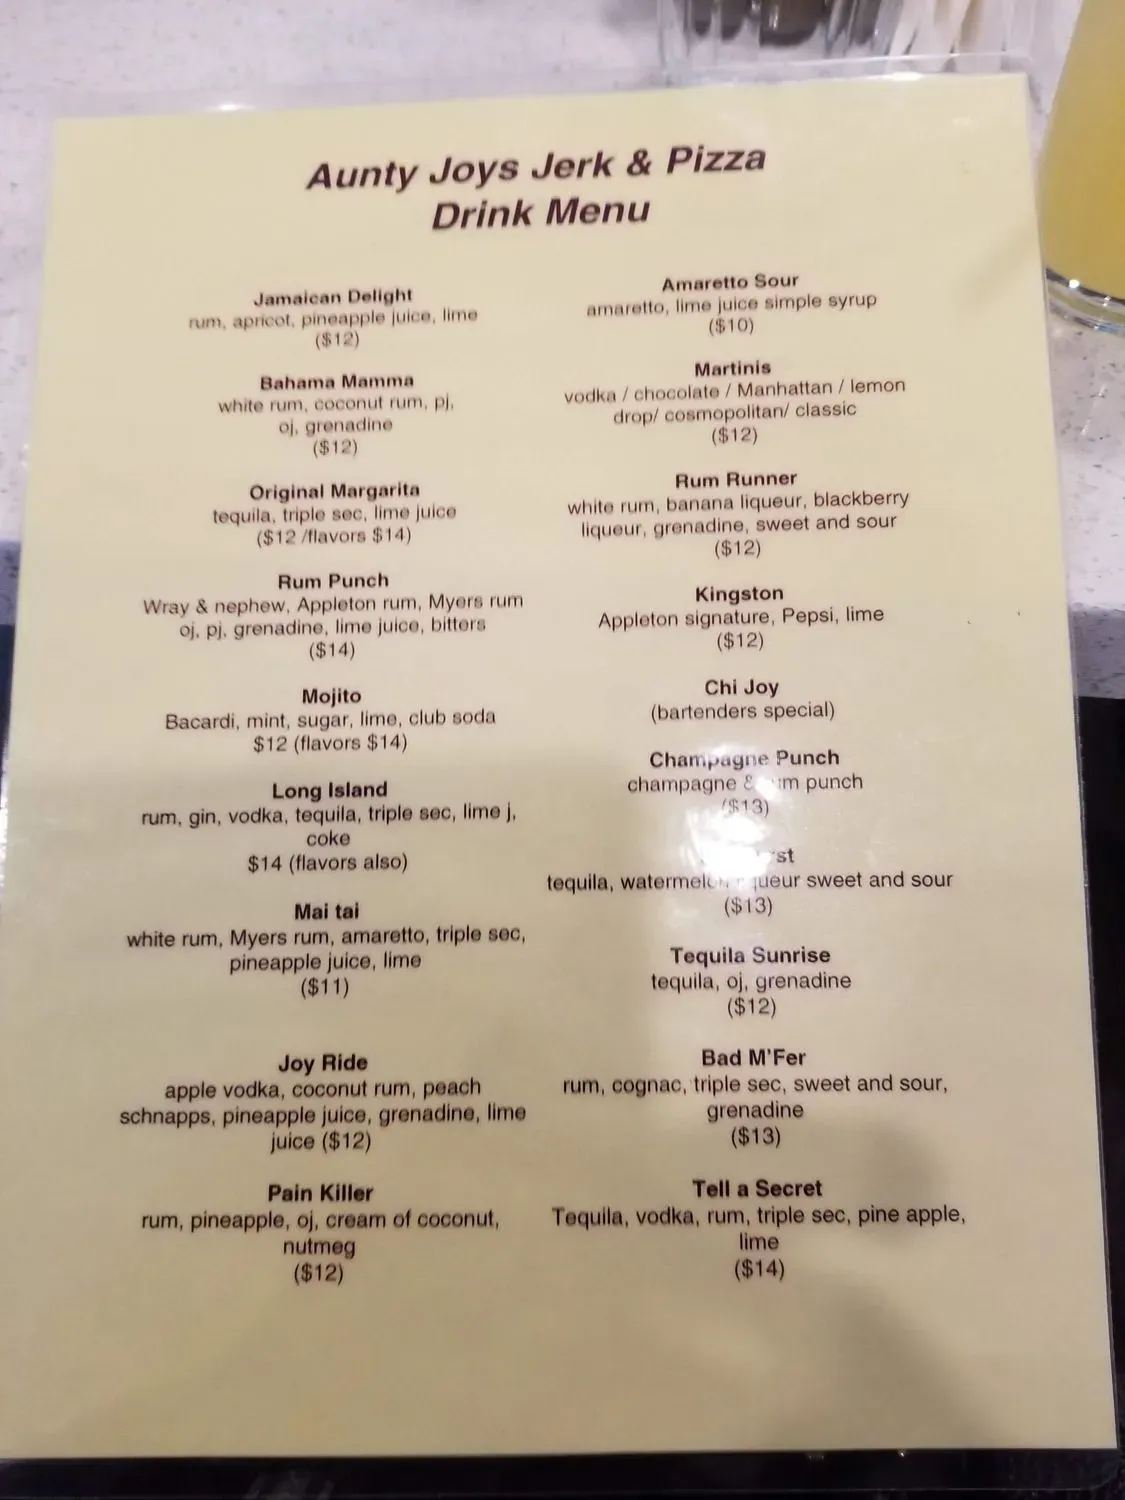 Aunty Joys Jerk & Pizza
Drink Menu
Jamaican Delight
rum, apricot, pineapple juice, lime
($12)
Bahama Mamma
white rum, coconut rum, pj,
oj, grenadine
($12)
Original Margarita
tequila, triple sec, lime juice
($12 /flavors $14)
Rum Punch
Wray & nephew, Appleton rum, Myers rum
oj, pj, grenadine, lime juice, bitters
($14)
Mojito
Bacardi, mint, sugar, lime, club soda
$12 (flavors $14)
Long Island
rum, gin, vodka, tequila, triple sec, lime j,
coke
$14 (flavors also)
Mai tai
white rum, Myers rum, amaretto, triple sec,
pineapple juice, lime
($11)
Joy Ride
apple vodka, coconut rum, peach
schnapps, pineapple juice, grenadine, lime
juice ($12)
Pain Killer
rum, pineapple, oj, cream of coconut,
nutmeg
($12)
Amaretto Sour
amaretto, lime juice simple syrup
($10)
Martinis
vodka / chocolate / Manhattan / lemon
drop/ cosmopolitan/ classic
($12)
Rum Runner
white rum, banana liqueur, blackberry
liqueur, grenadine, sweet and sour
($12)
Kingston
Appleton signature, Pepsi, lime
($12)
Chi Joy
(bartenders special)
Champagne Punch
champagne & rum punch
($13)
tequila, watermelon liqueur sweet and sour
($13)
Tequila Sunrise
tequila, oj, grenadine
($12)
Bad M'Fer
rum, cognac, triple sec, sweet and sour,
grenadine
($13)
Tell a Secret
Tequila, vodka, rum, triple sec, pine apple,
lime
($14)